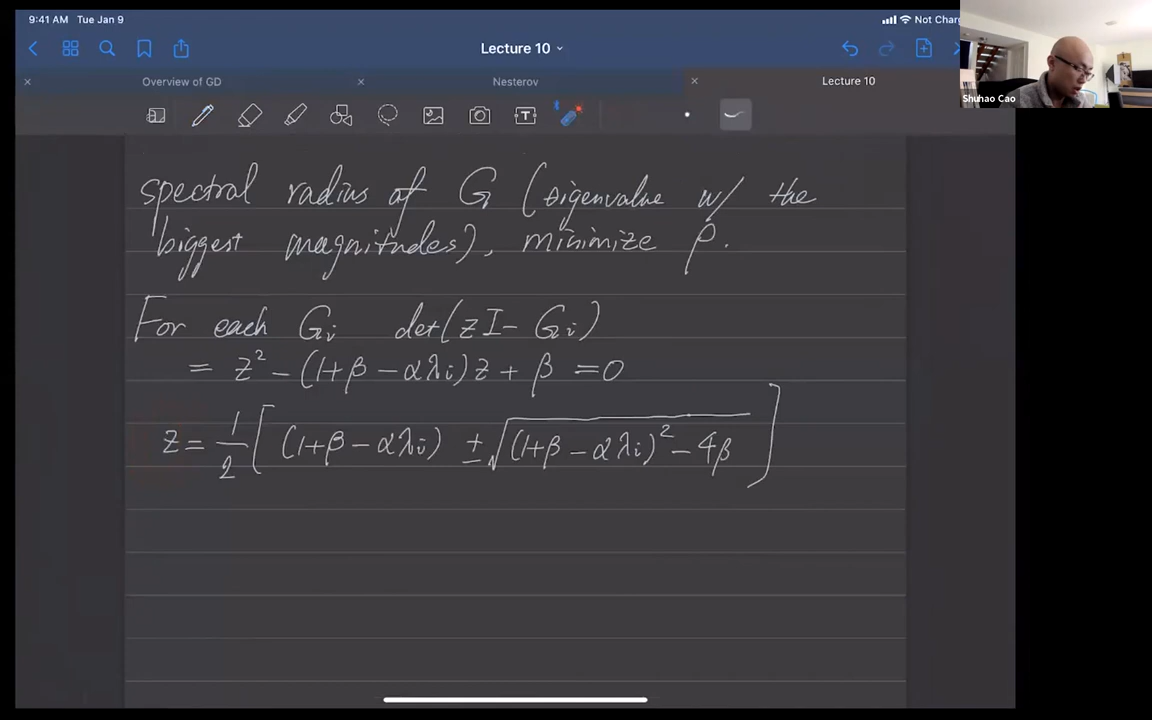 9:41 AM Tue Jan 9
Not Charg
Lecture 10
Overview of GD
Nesterov
Lecture 10
Shuhao Cao
spectral radius of G (eigenvalue w/ the
biggest magnitudes), minimize ρ.
For each Gᵢ det(zI - Gᵢ)
= z² - (1+β - αλᵢ)z + β = 0
z = 1/2 [ (1+β - αλᵢ) ± √((1+β - αλᵢ)² - 4β) ]